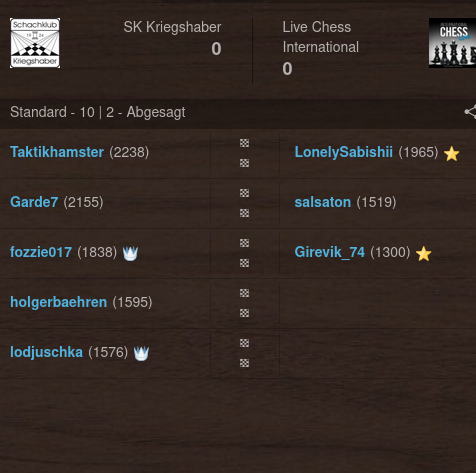 Schachklub
Kriegshaber
SK Kriegshaber
0
Live Chess
International
0
CHESS
Standard - 10 | 2 - Abgesagt
Taktikhamster (2238)
LonelySabishii (1965)
Garde7 (2155)
salsaton (1519)
fozzie017 (1838)
Girevik_74 (1300)
holgerbaehren (1595)
lodjuschka (1576)